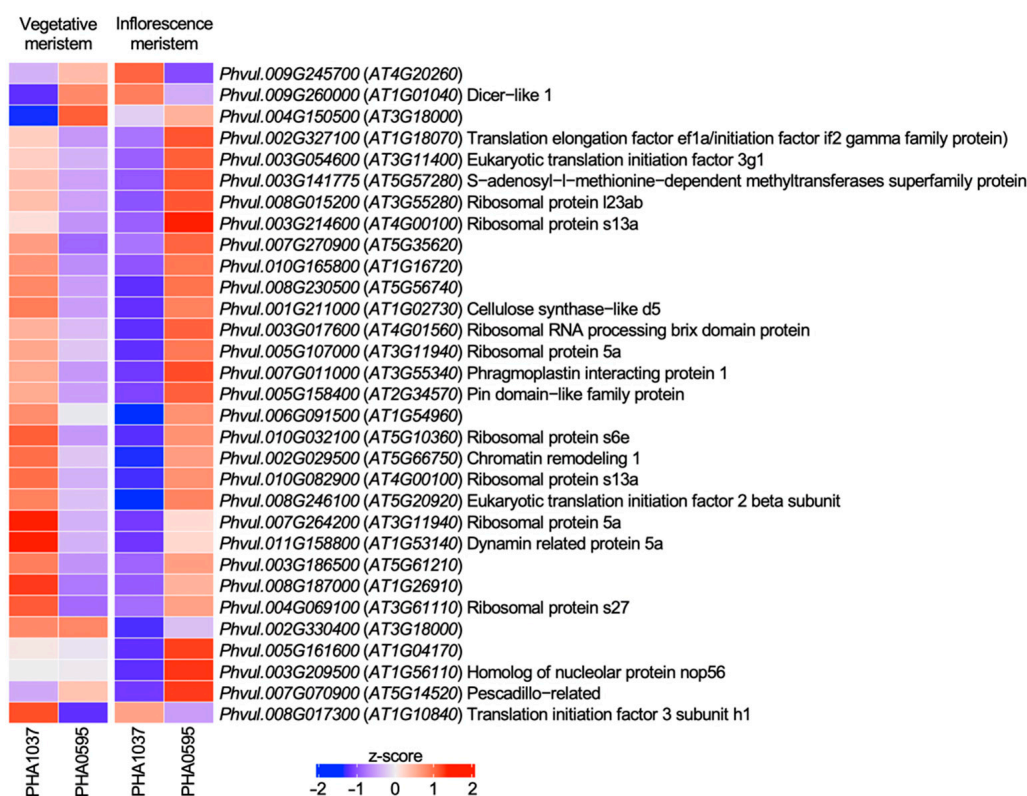 Vegetative meristem
Inflorescence meristem
Phvul.009G245700 (AT4G20260)
Phvul.009G260000 (AT1G01040) Dicer−like 1
Phvul.004G150500 (AT3G18000)
Phvul.002G327100 (AT1G18070) Translation elongation factor ef1a/initiation factor if2 gamma family protein)
Phvul.003G054600 (AT3G11400) Eukaryotic translation initiation factor 3g1
Phvul.003G141775 (AT5G57280) S−adenosyl−l−methionine−dependent methyltransferases superfamily protein
Phvul.008G015200 (AT3G55280) Ribosomal protein l23ab
Phvul.003G214600 (AT4G00100) Ribosomal protein s13a
Phvul.007G270900 (AT5G35620)
Phvul.010G165800 (AT1G16720)
Phvul.008G230500 (AT5G56740)
Phvul.001G211000 (AT1G02730) Cellulose synthase−like d5
Phvul.003G017600 (AT4G01560) Ribosomal RNA processing brix domain protein
Phvul.005G107000 (AT3G11940) Ribosomal protein 5a
Phvul.007G011000 (AT3G55340) Phragmoplastin interacting protein 1
Phvul.005G158400 (AT2G34570) Pin domain−like family protein
Phvul.006G091500 (AT1G54960)
Phvul.010G032100 (AT5G10360) Ribosomal protein s6e
Phvul.002G029500 (AT5G66750) Chromatin remodeling 1
Phvul.010G082900 (AT4G00100) Ribosomal protein s13a
Phvul.008G246100 (AT5G20920) Eukaryotic translation initiation factor 2 beta subunit
Phvul.007G264200 (AT3G11940) Ribosomal protein 5a
Phvul.011G158800 (AT1G53140) Dynamin related protein 5a
Phvul.003G186500 (AT5G61210)
Phvul.008G187000 (AT1G26910)
Phvul.004G069100 (AT3G61110) Ribosomal protein s27
Phvul.002G330400 (AT3G18000)
Phvul.005G161600 (AT1G04170)
Phvul.003G209500 (AT1G56110) Homolog of nucleolar protein nop56
Phvul.007G070900 (AT5G14520) Pescadillo−related
Phvul.008G017300 (AT1G10840) Translation initiation factor 3 subunit h1
PHA1037
PHA0595
PHA1037
PHA0595
z−score
−2 −1 0 1 2